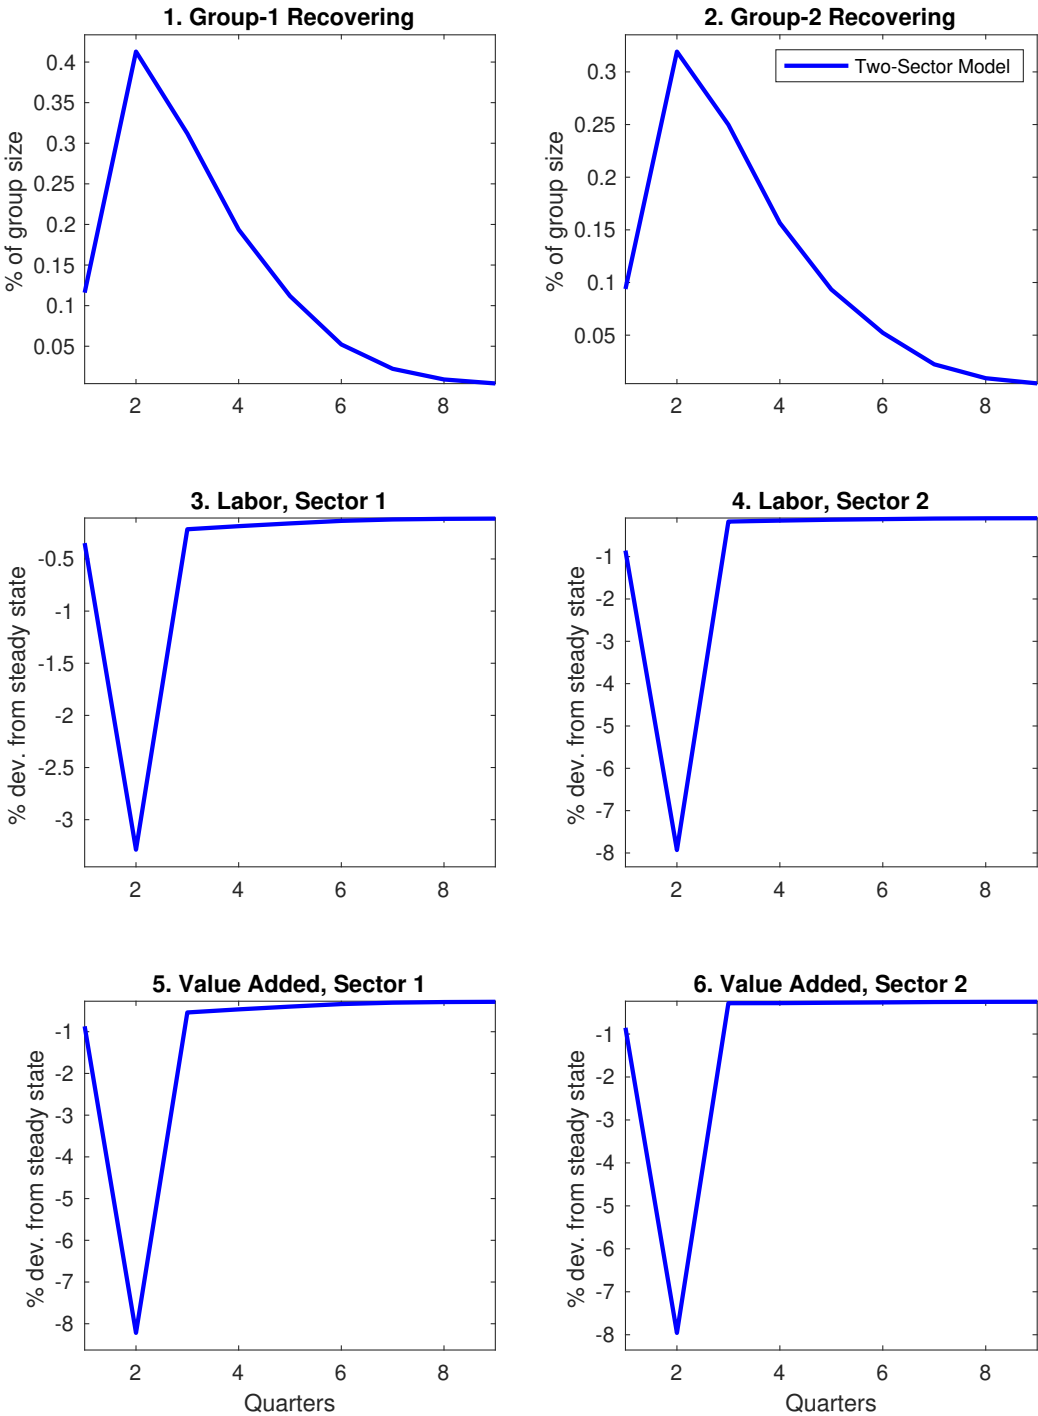 1. Group-1 Recovering
% of group size
0.4
0.35
0.3
0.25
0.2
0.15
0.1
0.05
2 4 6 8
2. Group-2 Recovering
Two-Sector Model
% of group size
0.3
0.25
0.2
0.15
0.1
0.05
2 4 6 8
3. Labor, Sector 1
% dev. from steady state
-0.5
-1
-1.5
-2
-2.5
-3
2 4 6 8
4. Labor, Sector 2
% dev. from steady state
-1
-2
-3
-4
-5
-6
-7
-8
2 4 6 8
5. Value Added, Sector 1
% dev. from steady state
-1
-2
-3
-4
-5
-6
-7
-8
2 4 6 8
Quarters
6. Value Added, Sector 2
% dev. from steady state
-1
-2
-3
-4
-5
-6
-7
-8
2 4 6 8
Quarters